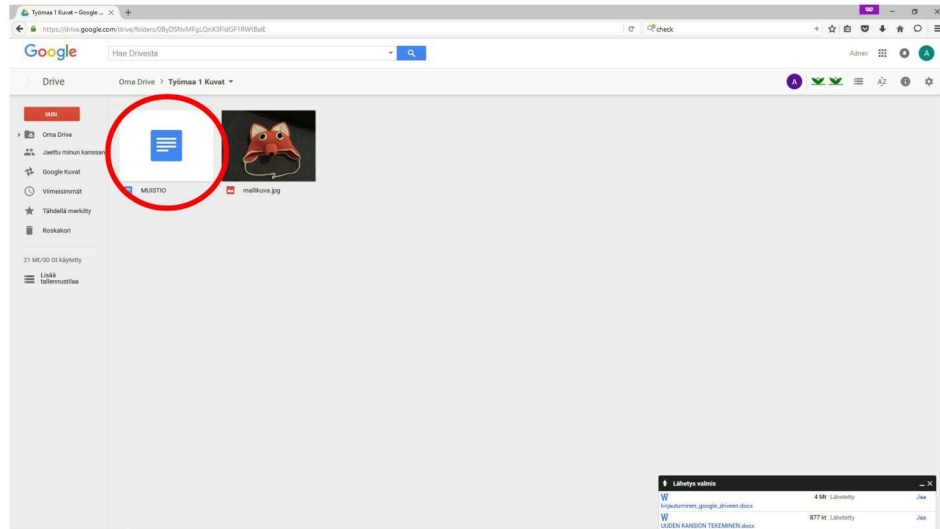 Työmaa 1 Kuvat – Google ...
https://drive.google.com/drive/folders/
check
Google
Hae Drivesta
Admin
A
Drive
Oma Drive > Työmaa 1 Kuvat
A
UUSI
Oma Drive
Jaettu minun kanssan
Google Kuvat
Viimeisimmät
Tähdellä merkitty
Roskakori
21 Mt/30 Gt käytetty
Lisää
tallennustilaa
MUISTIO
mallikuva.jpg
Lähetys valmis
kirjautuminen_google_driveen.docx
4 Mt Lähetetty
Jaa
UUDEN KANSION TEKEMINEN.docx
877 kt Lähetetty
Jaa